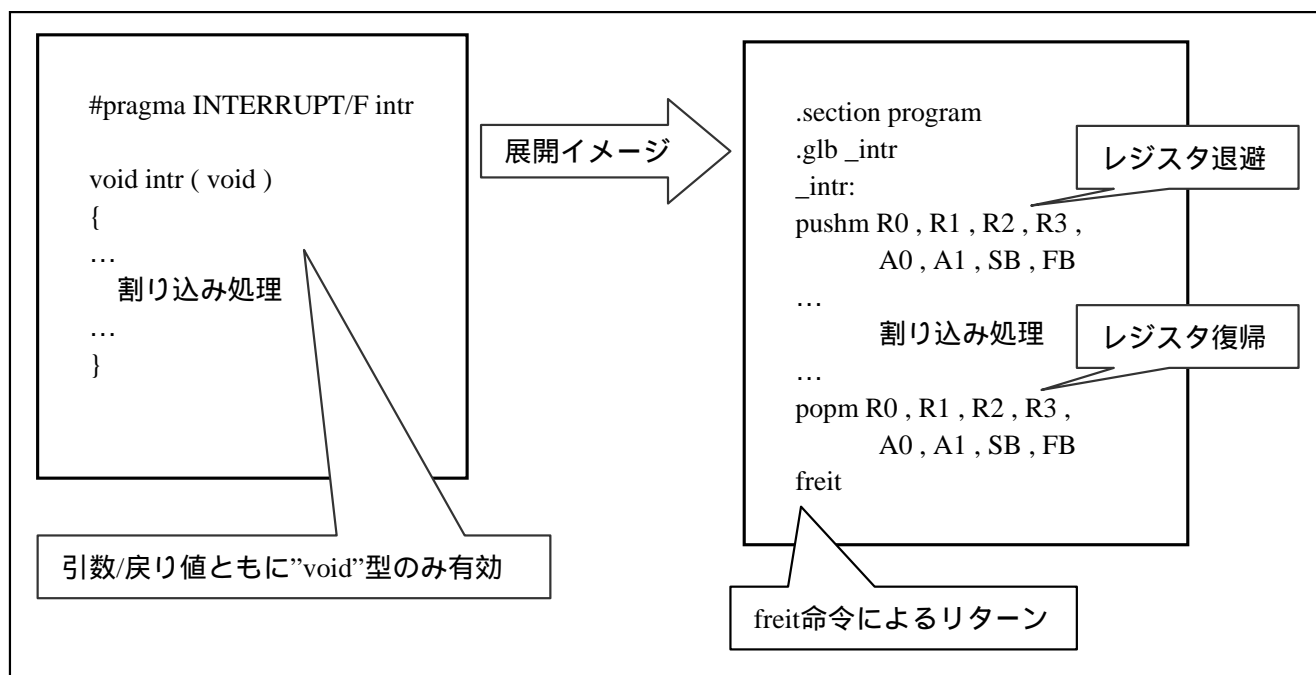 #pragma INTERRUPT/F intr
void intr ( void )
{
…
割り込み処理
…
}
引数/戻り値ともに”void”型のみ有効
展開イメージ
.section program
.glb _intr
_intr:
pushm R0 , R1 , R2 , R3 ,
A0 , A1 , SB , FB
…
割り込み処理
…
popm R0 , R1 , R2 , R3 ,
A0 , A1 , SB , FB
freit
レジスタ退避
レジスタ復帰
freit命令によるリターン